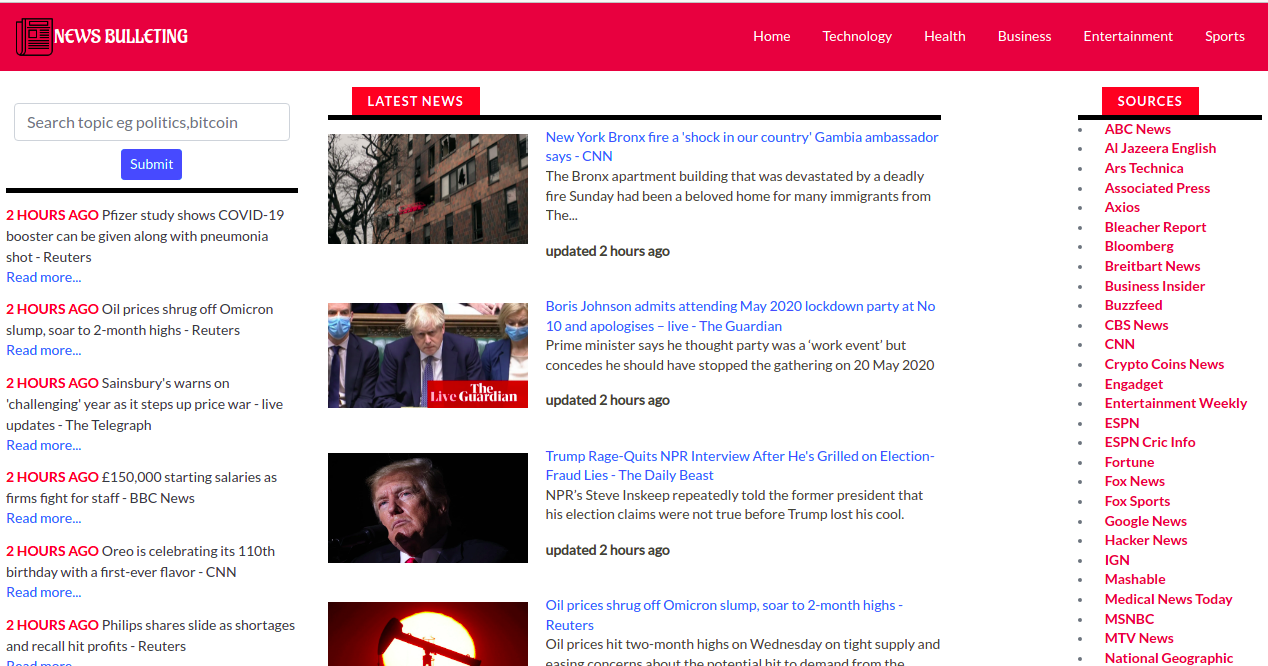 NEWS BULLETING
Home
Technology
Health
Business
Entertainment
Sports
Search topic eg politics,bitcoin
Submit
2 HOURS AGO Pfizer study shows COVID-19
booster can be given along with pneumonia
shot - Reuters
Read more...
2 HOURS AGO Oil prices shrug off Omicron
slump, soar to 2-month highs - Reuters
Read more...
2 HOURS AGO Sainsbury's warns on
'challenging' year as it steps up price war - live
updates - The Telegraph
Read more...
2 HOURS AGO £150,000 starting salaries as
firms fight for staff - BBC News
Read more...
2 HOURS AGO Oreo is celebrating its 110th
birthday with a first-ever flavor - CNN
Read more...
2 HOURS AGO Philips shares slide as shortages
and recall hit profits - Reuters
Read more...
LATEST NEWS
New York Bronx fire a 'shock in our country' Gambia ambassador
says - CNN
The Bronx apartment building that was devastated by a deadly
fire Sunday had been a beloved home for many immigrants from
The...
updated 2 hours ago
Live
The
Guardian
Boris Johnson admits attending May 2020 lockdown party at No
10 and apologises – live - The Guardian
Prime minister says he thought party was a ‘work event’ but
concedes he should have stopped the gathering on 20 May 2020
updated 2 hours ago
Trump Rage-Quits NPR Interview After He's Grilled on Election-
Fraud Lies - The Daily Beast
NPR’s Steve Inskeep repeatedly told the former president that
his election claims were not true before Trump lost his cool.
updated 2 hours ago
Oil prices shrug off Omicron slump, soar to 2-month highs -
Reuters
Oil prices hit two-month highs on Wednesday on tight supply and
easing concerns about the potential hit to demand from the
SOURCES
ABC News
Al Jazeera English
Ars Technica
Associated Press
Axios
Bleacher Report
Bloomberg
Breitbart News
Business Insider
Buzzfeed
CBS News
CNN
Crypto Coins News
Engadget
Entertainment Weekly
ESPN
ESPN Cric Info
Fortune
Fox News
Fox Sports
Google News
Hacker News
IGN
Mashable
Medical News Today
MSNBC
MTV News
National Geographic